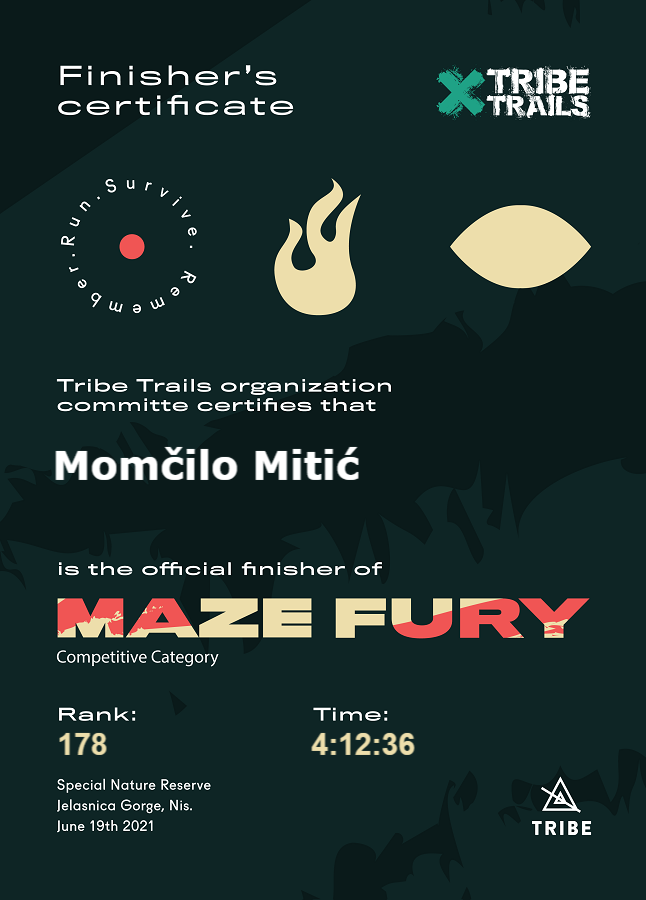 Finisher's
certificate
TRIBE
TRAILS
Run.Survive. Remember.
Tribe Trails organization
committe certifies that
Momčilo Mitić
is the official finisher of
MAZE FURY
Competitive Category
Rank:
178
Time:
4:12:36
Special Nature Reserve
Jelasnica Gorge, Nis.
June 19th 2021
TRIBE